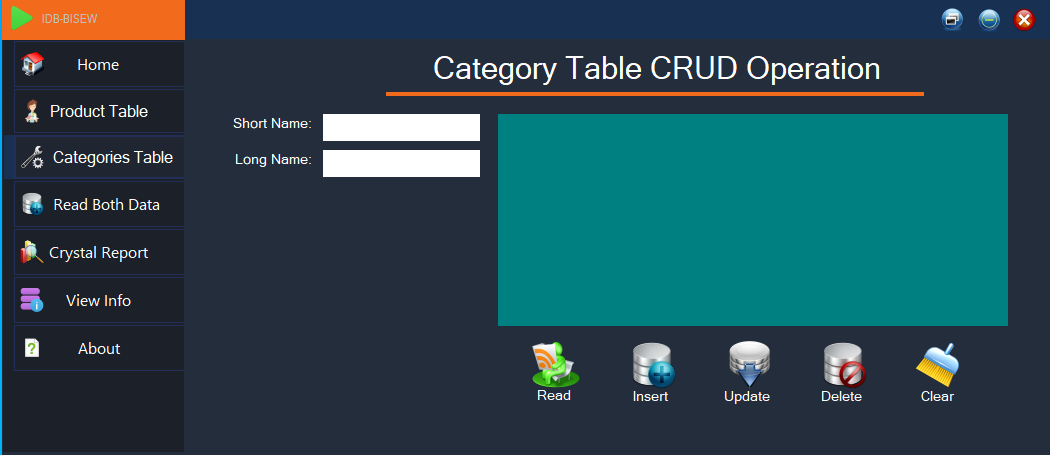 IDB-BISEW
Home
Product Table
Categories Table
Read Both Data
Crystal Report
View Info
About
Category Table CRUD Operation
Short Name:
Long Name:
Read
Insert
Update
Delete
Clear